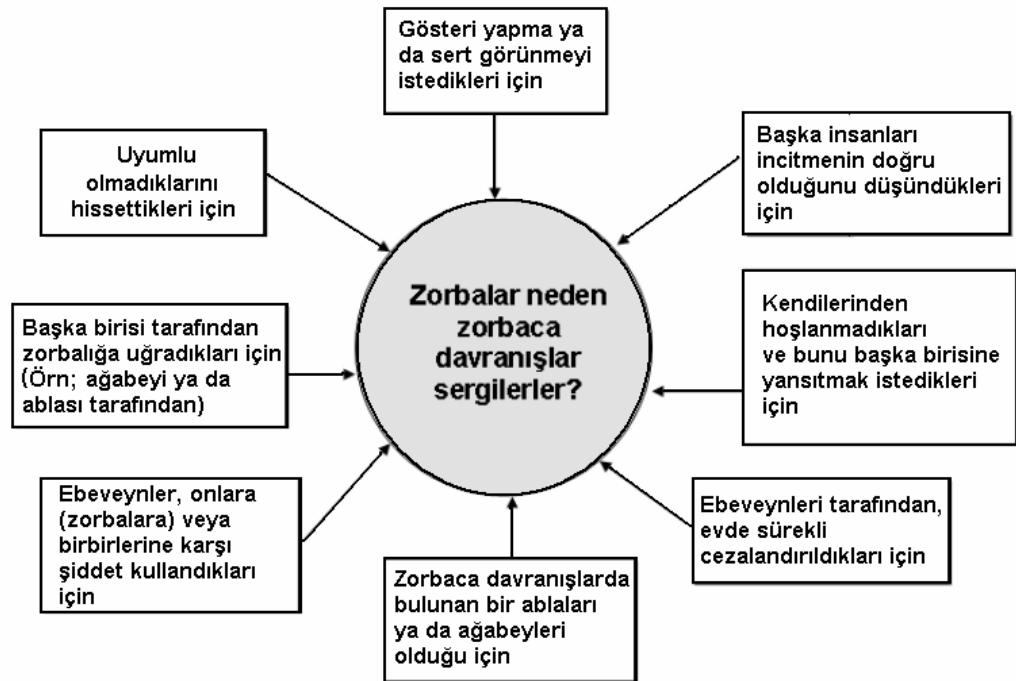 Gösteri yapma ya
da sert görünmeyi
istedikleri için
Uyumlu
olmadıklarını
hissettikleri için
Başka insanları
incitmenin doğru
olduğunu düşündükleri
için
Zorbalar neden
zorbaca
davranışlar
sergilerler?
Başka birisi tarafından
zorbalığa uğradıkları için
(Örn; ağabeyi ya da
ablası tarafından)
Kendilerinden
hoşlanmadıkları
ve bunu başka birisine
yansıtmak istedikleri
için
Ebeveynler, onlara
(zorbalara) veya
birbirlerine karşı
şiddet kullandıkları
için
Zorbaca davranışlarda
bulunan bir ablaları
ya da ağabeyleri
olduğu için
Ebeveynleri tarafından,
evde sürekli
cezalandırıldıkları için